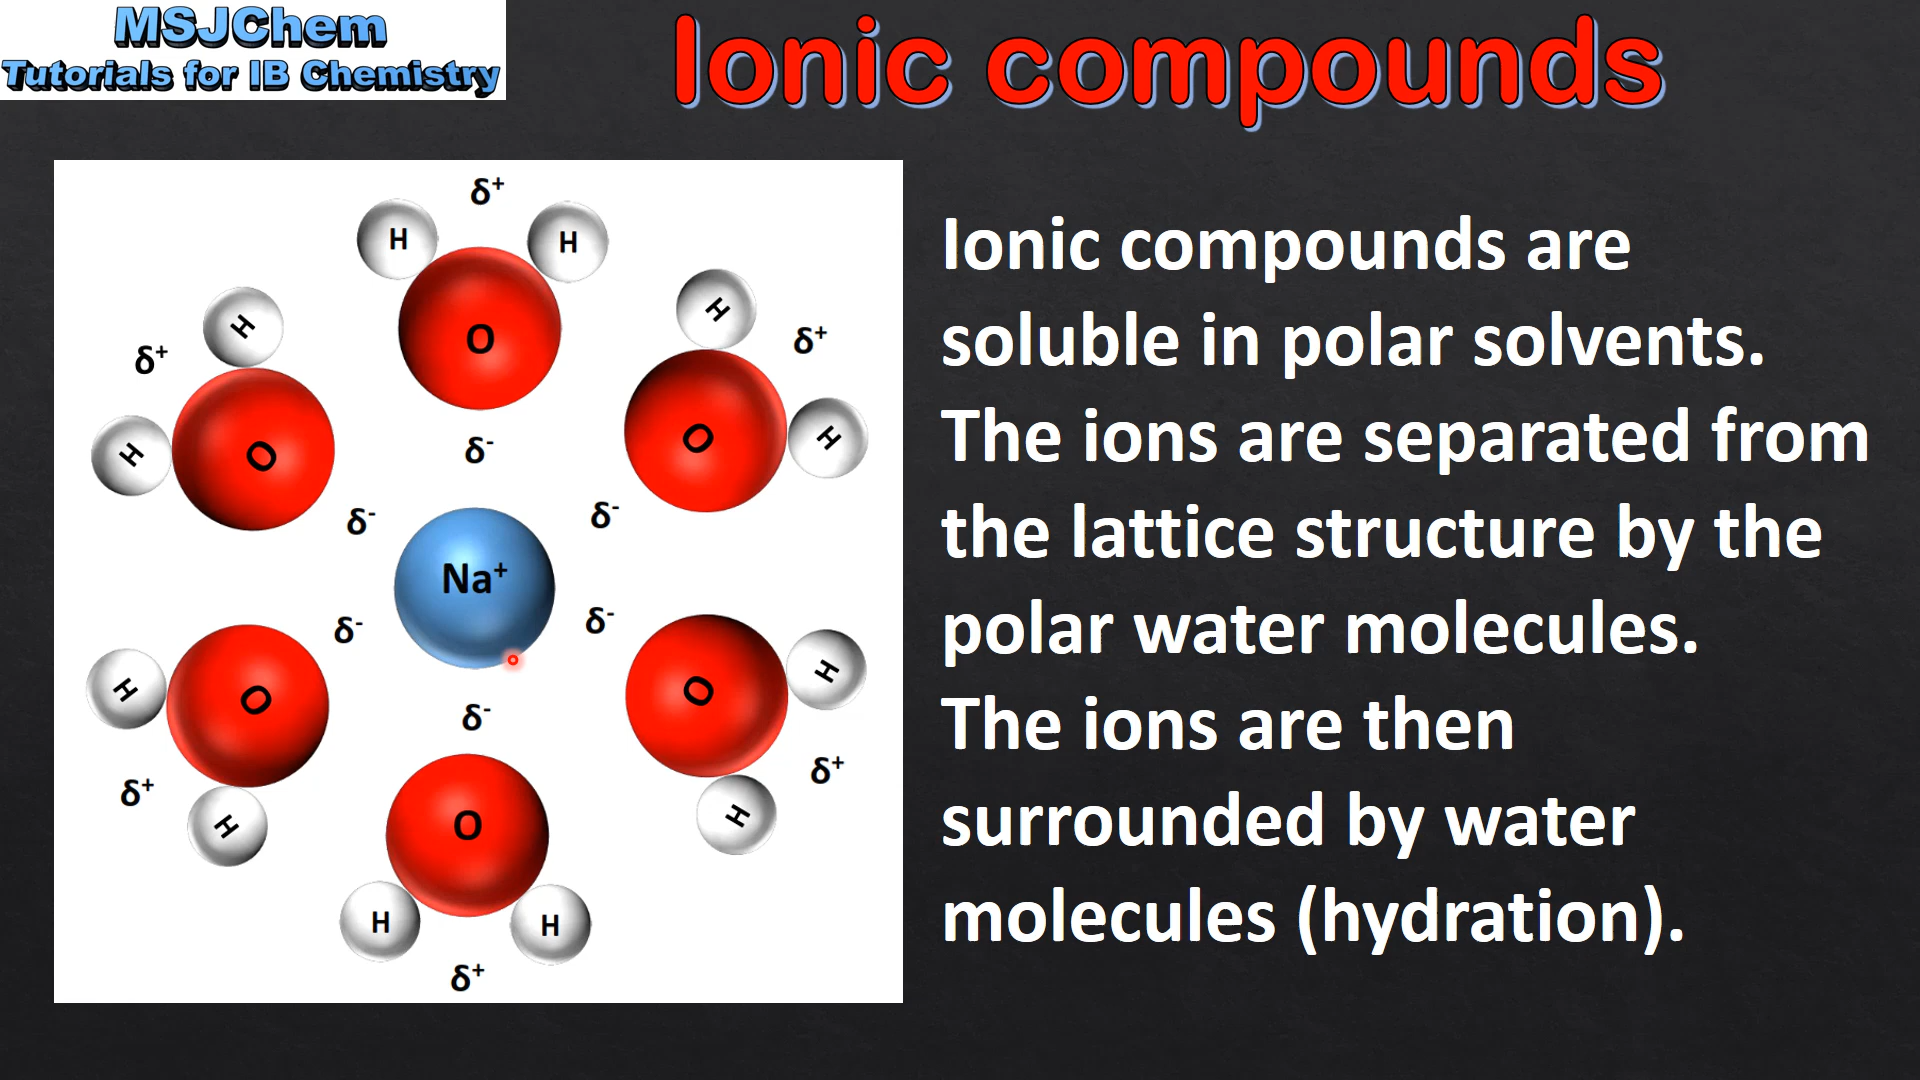 MSJChem
Tutorials for IB Chemistry
Ionic compounds
δ+
H
H
O
δ-
H
δ+
H
O
δ-
H
δ+
H
O
δ-
Na+
δ-
H
O
H
δ+
δ-
O
H
H
δ+
δ-
O
H
H
δ+
Ionic compounds are
soluble in polar solvents.
The ions are separated from
the lattice structure by the
polar water molecules.
The ions are then
surrounded by water
molecules (hydration).